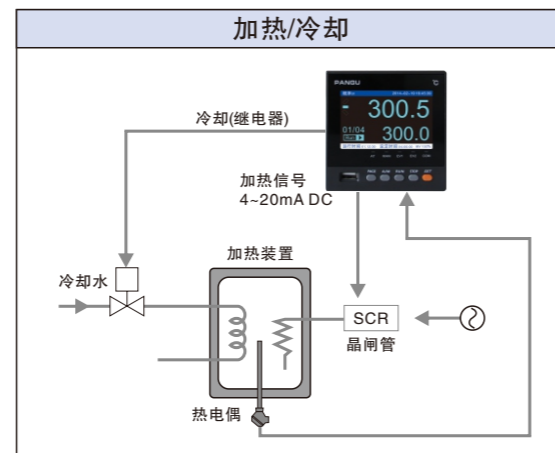 加热/冷却
PANGU
℃
300.5
01/04
300.0
冷却(继电器)
加热信号
4~20mA DC
加热装置
冷却水
SCR
晶闸管
热电偶